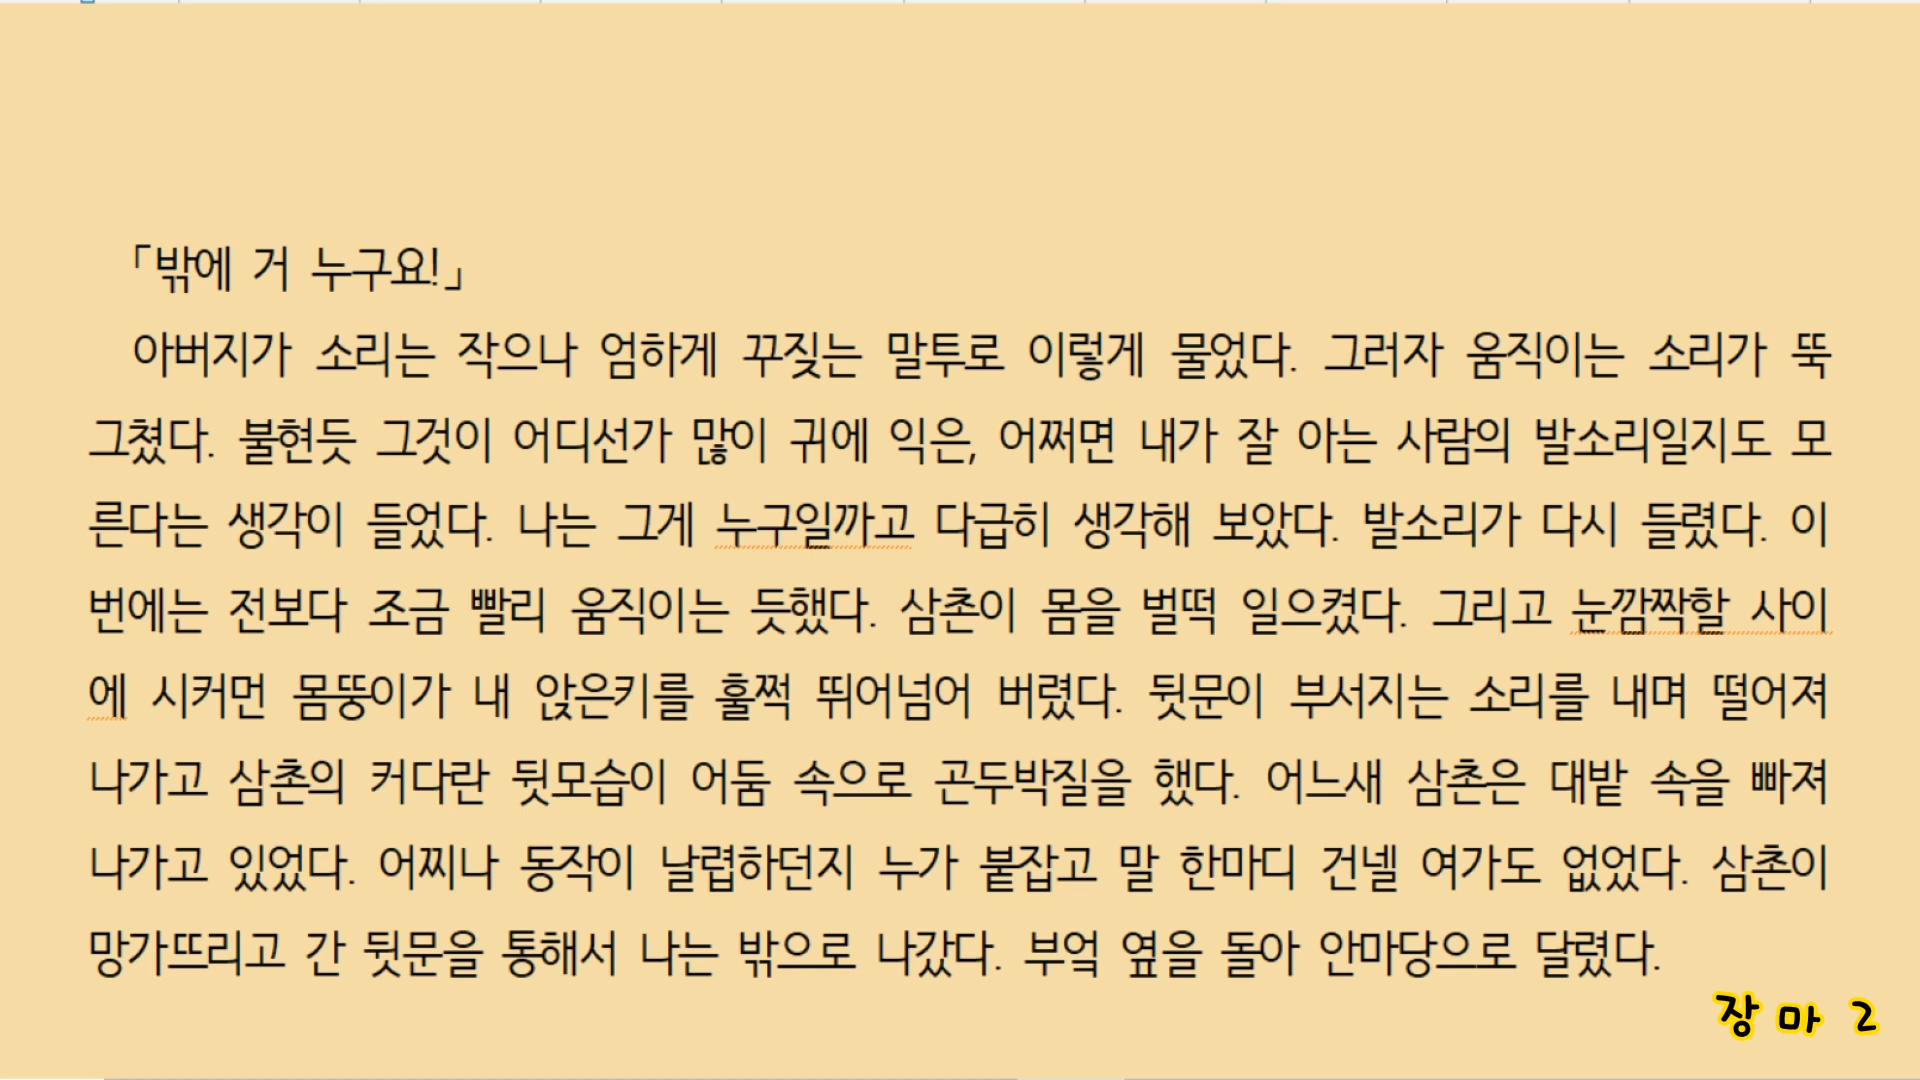 「밖에 거 누구요!」
아버지가 소리는 작으나 엄하게 꾸짖는 말투로 이렇게 물었다. 그러자 움직이는 소리가 뚝
그쳤다. 불현듯 그것이 어디선가 많이 귀에 익은, 어쩌면 내가 잘 아는 사람의 발소리일지도 모
른다는 생각이 들었다. 나는 그게 누구일까고 다급히 생각해 보았다. 발소리가 다시 들렸다. 이
번에는 전보다 조금 빨리 움직이는 듯했다. 삼촌이 몸을 벌떡 일으켰다. 그리고 눈깜짝할 사이
에 시커먼 몸뚱이가 내 앉은키를 훌쩍 뛰어넘어 버렸다. 뒷문이 부서지는 소리를 내며 떨어져
나가고 삼촌의 커다란 뒷모습이 어둠 속으로 곤두박질을 했다. 어느새 삼촌은 대밭 속을 빠져
나가고 있었다. 어찌나 동작이 날렵하던지 누가 붙잡고 말 한마디 건넬 여가도 없었다. 삼촌이
망가뜨리고 간 뒷문을 통해서 나는 밖으로 나갔다. 부엌 옆을 돌아 안마당으로 달렸다.
장마 2